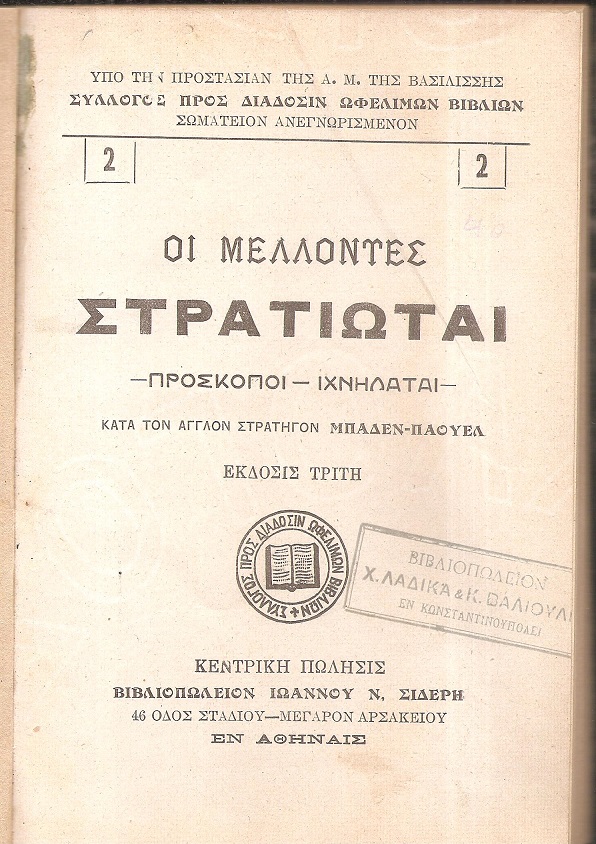 ΥΠΟ ΤΗΝ ΠΡΟΣΤΑΣΙΑΝ ΤΗΣ Α. Μ. ΤΗΣ ΒΑΣΙΛΙΣΣΗΣ
ΣΥΛΛΟΓΟΣ ΠΡΟΣ ΔΙΑΔΟΣΙΝ ΩΦΕΛΙΜΩΝ ΒΙΒΛΙΩΝ
ΣΩΜΑΤΕΙΟΝ ΑΝΕΓΝΩΡΙΣΜΕΝΟΝ
2 2
ΟΙ ΜΕΛΛΟΝΤΕΣ
ΣΤΡΑΤΙΩΤΑΙ
—ΠΡΟΣΚΟΠΟΙ — ΙΧΝΗΛΑΤΑΙ—
ΚΑΤΑ ΤΟΝ ΑΓΓΛΟΝ ΣΤΡΑΤΗΓΟΝ ΜΠΑΔΕΝ-ΠΑΟΥΕΛ
ΕΚΔΟΣΙΣ ΤΡΙΤΗ
ΣΥΛΛΟΓΟΣ ΠΡΟΣ ΔΙΑΔΟΣΙΝ ΩΦΕΛΙΜΩΝ ΒΙΒΛΙΩΝ
ΒΙΒΛΙΟΠΩΛΕΙΟΝ
Χ. ΛΑΔΙΚΑ & Κ. ΒΑΛΙΟΥΛΗ
ΕΝ ΚΩΝΣΤΑΝΤΙΝΟΥΠΟΛΕΙ
ΚΕΝΤΡΙΚΗ ΠΩΛΗΣΙΣ
ΒΙΒΛΙΟΠΩΛΕΙΟΝ ΙΩΑΝΝΟΥ Ν. ΣΙΔΕΡΗ
46 ΟΔΟΣ ΣΤΑΔΙΟΥ—ΜΕΓΑΡΟΝ ΑΡΣΑΚΕΙΟΥ
ΕΝ ΑΘΗΝΑΙΣ